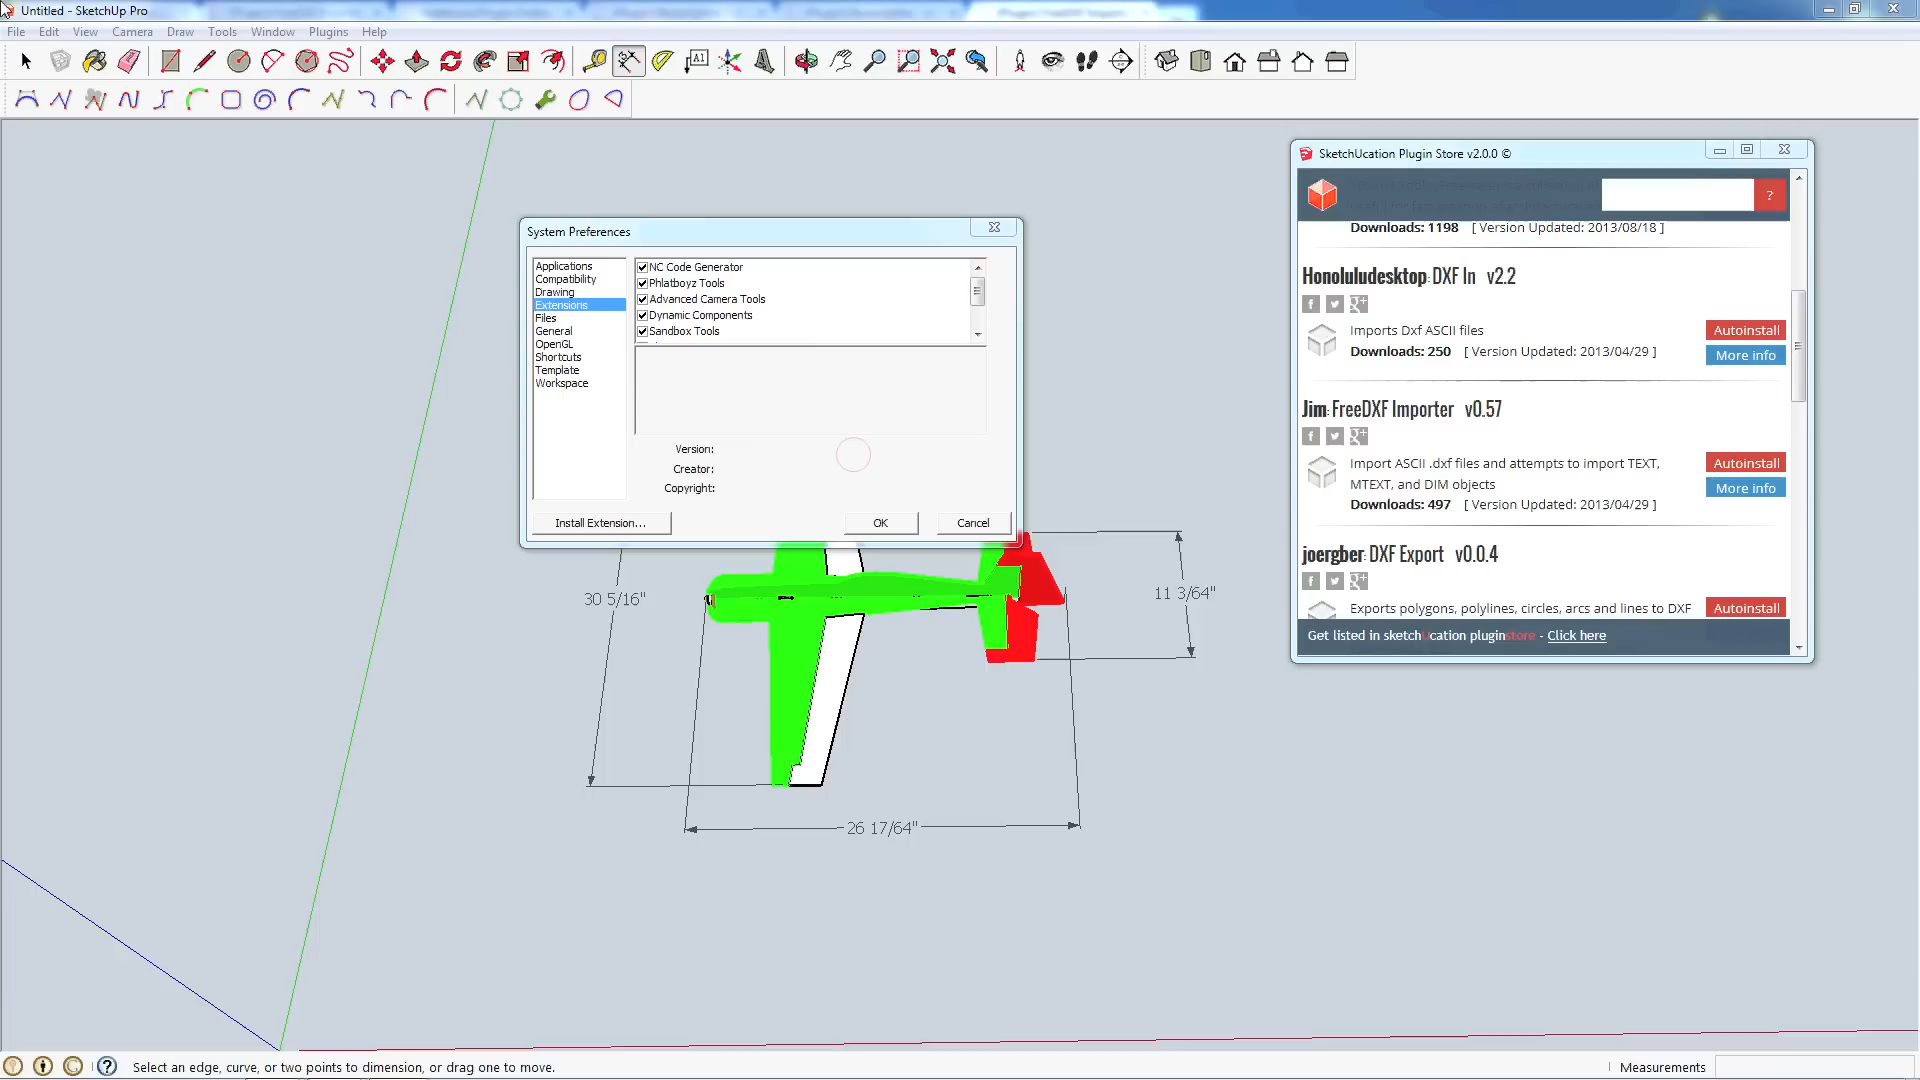 Untitled - SketchUp Pro
File Edit View Camera Draw Tools Window Plugins Help
A1
SketchUcation Plugin Store v2.0.0 ©
?
Downloads: 1198 [ Version Updated: 2013/08/18 ]
Honoluludesktop: DXF In v2.2
Imports Dxf ASCII files
Autoinstall
Downloads: 250 [ Version Updated: 2013/04/29 ]
More info
Jim: FreeDXF Importer v0.57
Import ASCII .dxf files and attempts to import TEXT,
MTEXT, and DIM objects
Autoinstall
More info
Downloads: 497 [ Version Updated: 2013/04/29 ]
joergber: DXF Export v0.0.4
Exports polygons, polylines, circles, arcs and lines to DXF
Autoinstall
Get listed in sketchUcation pluginstore - Click here
System Preferences
Applications
Compatibility
Drawing
Extensions
Files
General
OpenGL
Shortcuts
Template
Workspace
NC Code Generator
Phlatboyz Tools
Advanced Camera Tools
Dynamic Components
Sandbox Tools
Version:
Creator:
Copyright:
Install Extension...
OK
Cancel
30 5/16"
11 3/64"
26 17/64"
Select an edge, curve, or two points to dimension, or drag one to move.
Measurements